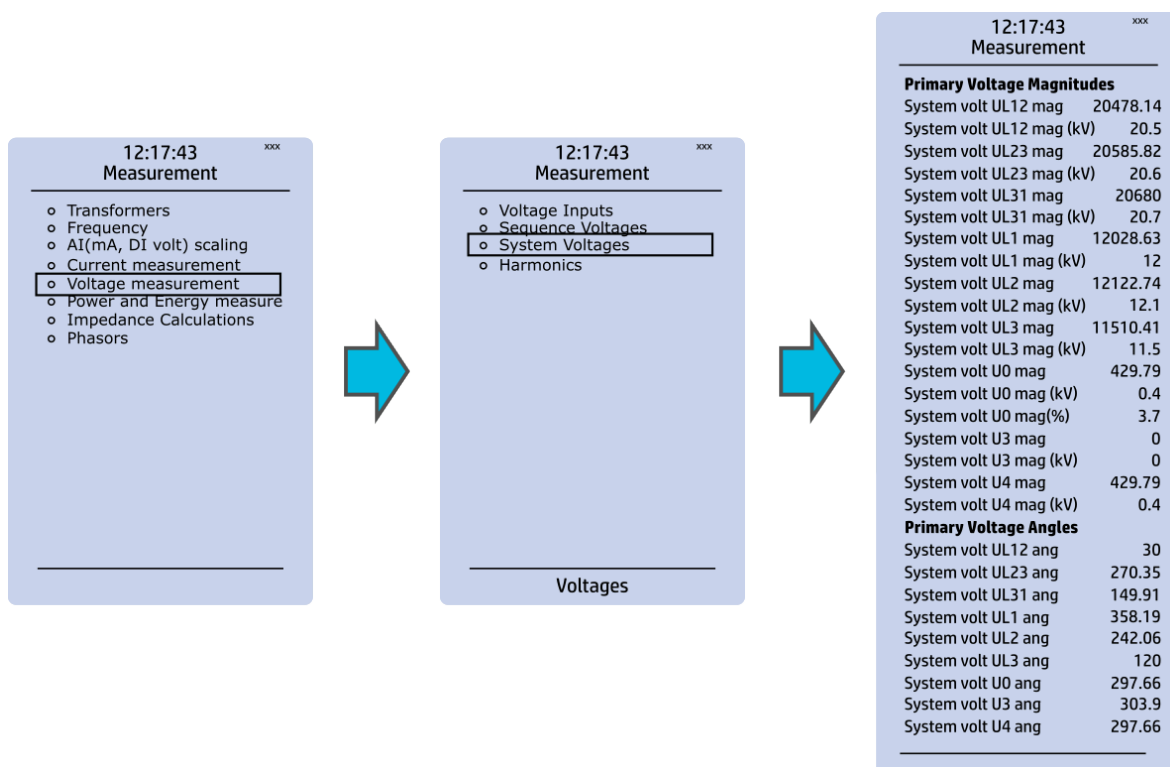 12:17:43 xxx
Measurement
Transformers
Frequency
AI(mA, DI volt) scaling
Current measurement
Voltage measurement
Power and Energy measure
Impedance Calculations
Phasors
12:17:43 xxx
Measurement
Voltage Inputs
Sequence Voltages
System Voltages
Harmonics
Voltages
12:17:43 xxx
Measurement
Primary Voltage Magnitudes
System volt UL12 mag 20478.14
System volt UL12 mag (kV) 20.5
System volt UL23 mag 20585.82
System volt UL23 mag (kV) 20.6
System volt UL31 mag 20680
System volt UL31 mag (kV) 20.7
System volt UL1 mag 12028.63
System volt UL1 mag (kV) 12
System volt UL2 mag 12122.74
System volt UL2 mag (kV) 12.1
System volt UL3 mag 11510.41
System volt UL3 mag (kV) 11.5
System volt U0 mag 429.79
System volt U0 mag (kV) 0.4
System volt U0 mag(%) 3.7
System volt U3 mag 0
System volt U3 mag (kV) 0
System volt U4 mag 429.79
System volt U4 mag (kV) 0.4
Primary Voltage Angles
System volt UL12 ang 30
System volt UL23 ang 270.35
System volt UL31 ang 149.91
System volt UL1 ang 358.19
System volt UL2 ang 242.06
System volt UL3 ang 120
System volt U0 ang 297.66
System volt U3 ang 303.9
System volt U4 ang 297.66